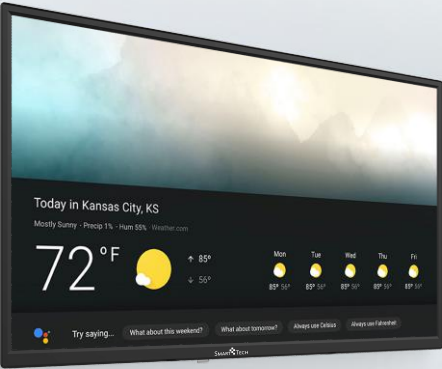 Today in Kansas City, KS
Mostly Sunny · Precip 1% · Hum 55% Weather.com
72°F
↑ 85°
↓ 56°
Mon Tue Wed Thu Fri
85° 56° 85° 56° 85° 56° 85° 56° 85° 56°
Try saying... What about this weekend? What about tomorrow? Always use Celsius Always use Fahrenheit
SMART TECH